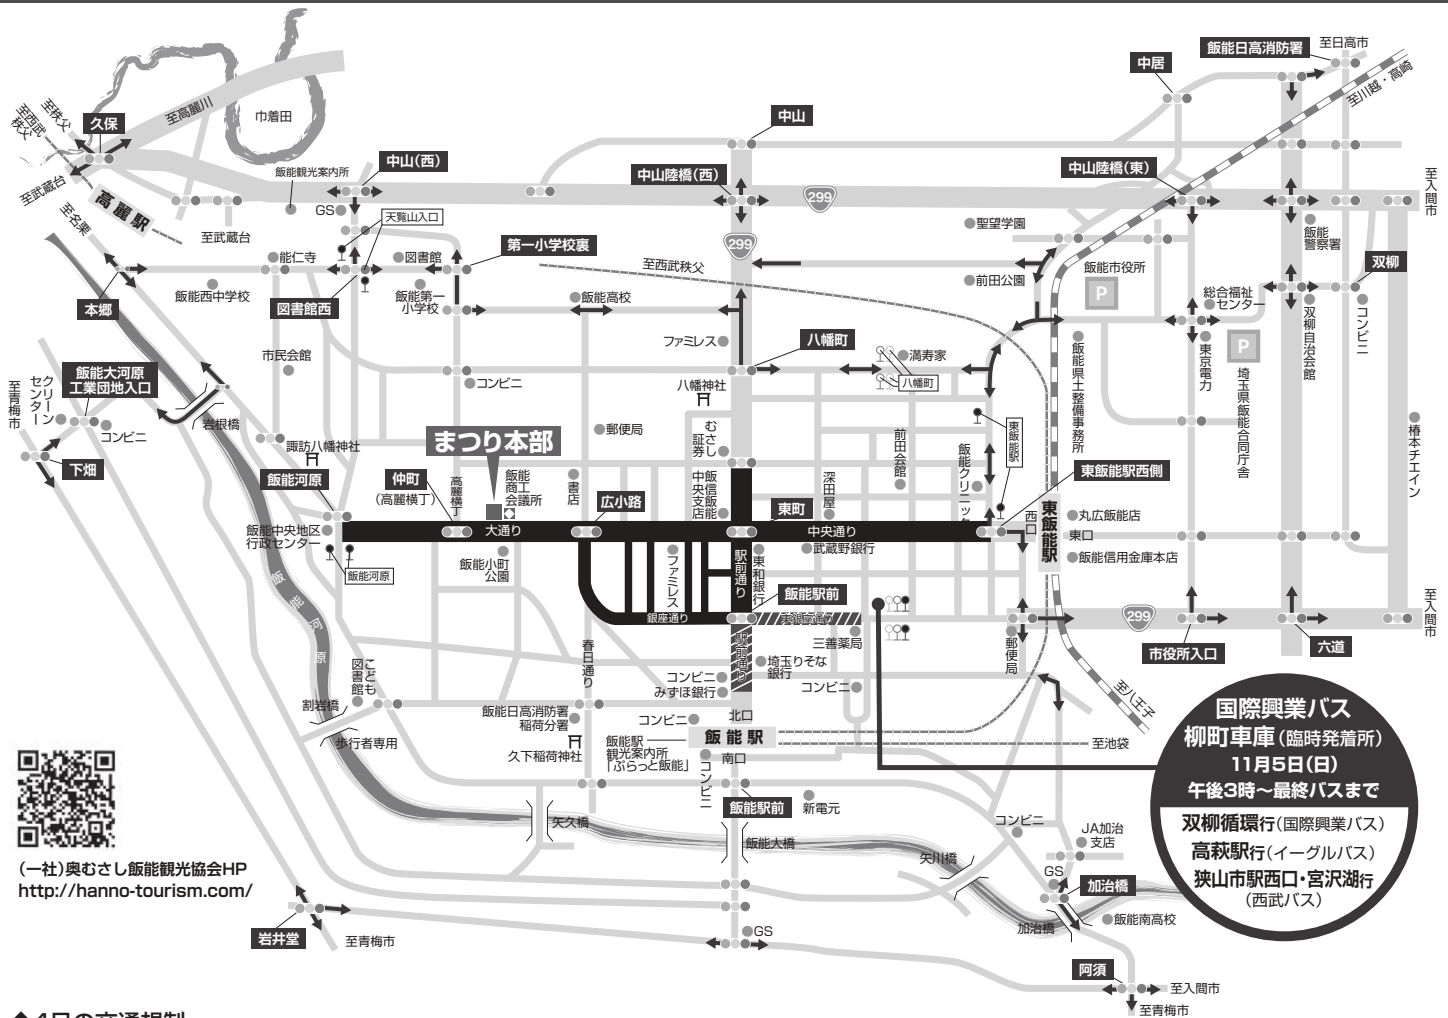 飯能日高消防署
至日高市
中居
至川越・高崎
至秩父
至西武
秩父
久保
至高麗川
巾着田
中山
中山(西)
中山陸橋(西)
中山陸橋(東)
至武蔵台
飯能観光案内所
高麗駅
GS
天覧山入口
299
至入間市
至名栗
至武蔵台
聖望学園
飯能
警察署
能仁寺
図書館
第一小学校裏
299
至西武秩父
前田公園
飯能市役所
P
双柳
本郷
飯能西中学校
図書館西
飯能第一
小学校
飯能高校
総合福祉
センター
双柳自治会館
コンビニ
市民会館
ファミレス
八幡町
満寿家
八幡町
飯能県土整備事務所
東京電力
P
埼玉県飯能合同庁舎
飯能大河原
工業団地入口
クリーン
センター
至青梅市
コンビニ
岩根橋
コンビニ
八幡神社
下畑
諏訪八幡神社
まつり本部
郵便局
むさし
証券
前田会館
飯能クリニック
東飯能駅
椿本チエイン
飯能河原
仲町
(高麗横丁)
高麗
横丁
飯能
商工
会議所
書店
広小路
飯信飯能
中央支店
深田屋
東飯能駅西側
東町
飯能中央地区
行政センター
大通り
中央通り
西口
東飯能駅
丸広飯能店
東口
飯能信用金庫本店
飯能河原
飯能小町
公園
ファミレス
駅前通り
東和銀行
武蔵野銀行
飯能駅前
銀座通り
三善薬局
299
至入間市
飯能河原
春日通り
駅前通り
埼玉りそな
銀行
郵便局
市役所入口
六道
こども
図書館
割岩橋
コンビニ
みずほ銀行
コンビニ
至八王子
飯能日高消防署
稲荷分署
コンビニ
北口
歩行者専用
久下稲荷神社
飯能駅
観光案内所
「ぷらっと飯能」
飯能駅
至池袋
南口
コンビニ
飯能駅前
新電元
国際興業バス
柳町車庫(臨時発着所)
11月5日(日)
午後3時〜最終バスまで
双柳循環行(国際興業バス)
高萩駅行(イーグルバス)
狭山市駅西口・宮沢湖行
(西武バス)
矢久橋
飯能大橋
矢川橋
コンビニ
JA加治
支店
GS
加治橋
加治橋
飯能南高校
(一社)奥むさし飯能観光協会HP
http://hanno-tourism.com/
岩井堂
至青梅市
GS
阿須
至入間市
至青梅市